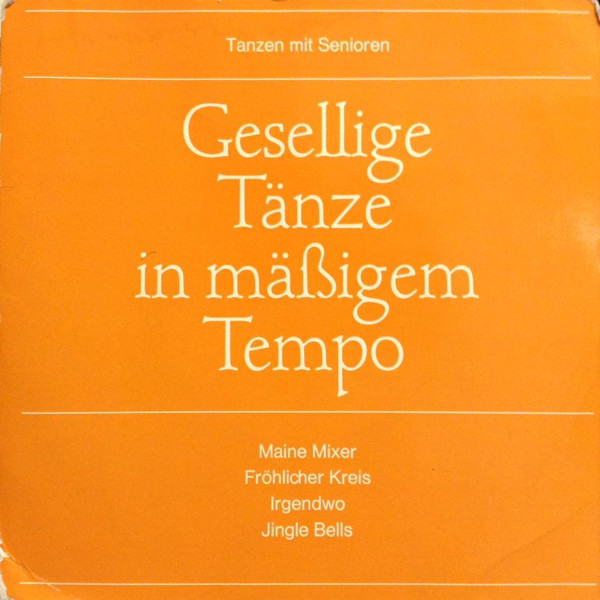 Tanzen mit Senioren
Gesellige
Tänze
in mäßigem
Tempo
Maine Mixer
Fröhlicher Kreis
Irgendwo
Jingle Bells